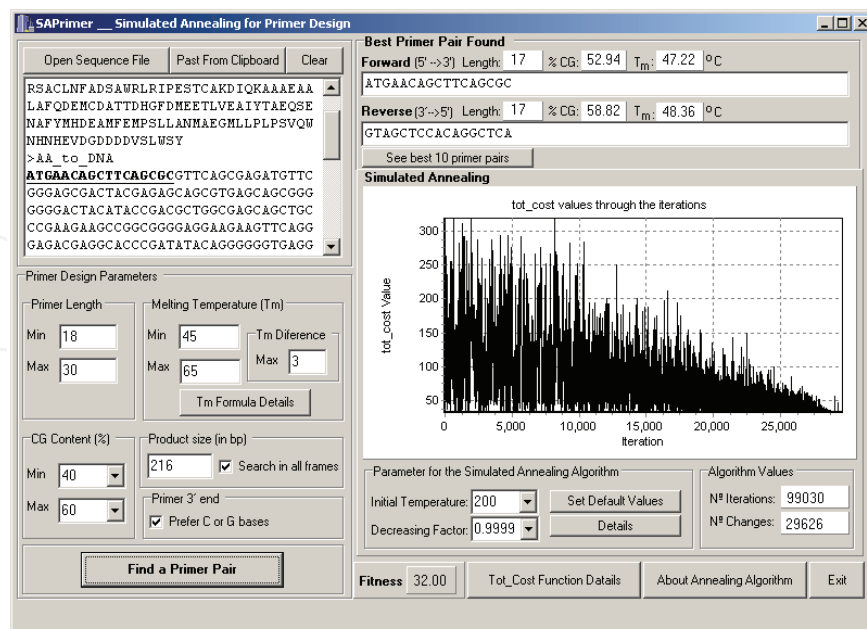 SAPrimer __ Simulated Annealing for Primer Design
Open Sequence File
Past From Clipboard
Clear
RSACLNFADSAWRLRIPESTCAKDIQKAAAEAA
LAFQDEMCDATTDHGFDMEETLVEAIYTAEQSE
NAFYMHDEAMFEMPSLLANMAEGMLLPLPSVQW
NHNHEVDGDDDDVSLWSY
>AA_to_DNA
ATGAACAGCTTCAGCGCGTTCAGCGAGATGTTC
GGGAGCGACTACGAGAGCAGCGTGAGCAGCGGG
GGGGACTACATACCGACGCTGGCGAGCAGCTGC
CCGAAGAAGCCGGCGGGGAGGAAGAAGTTCAGG
GAGACGAGGCACCCGATATACAGGGGGGTGAGG
Best Primer Pair Found
Forward (5' -->3') Length: 17 % CG: 52.94 Tm: 47.22 ºC
ATGAACAGCTTCAGCGC
Reverse (3'-->5') Length: 17 % CG: 58.82 Tm: 48.36 ºC
GTAGCTCCACAGGCTCA
See best 10 primer pairs
Simulated Annealing
tot_cost values through the iterations
tot_cost Value
300
250
200
150
100
50
0 5,000 10,000 15,000 20,000 25,000
Iteration
Primer Design Parameters
Primer Length
Min 18
Max 30
Melting Temperature (Tm)
Min 45
Max 65
Tm Diference
Max 3
Tm Formula Details
CG Content (%)
Min 40
Max 60
Product size (in bp)
216
Search in all frames
Primer 3´ end
Prefer C or G bases
Find a Primer Pair
Parameter for the Simulated Annealing Algorithm
Initial Temperature: 200
Set Default Values
Decreasing Factor: 0.9999
Details
Algorithm Values
Nº Iterations: 99030
Nº Changes: 29626
Fitness 32.00
Tot_Cost Function Datails
About Annealing Algorithm
Exit